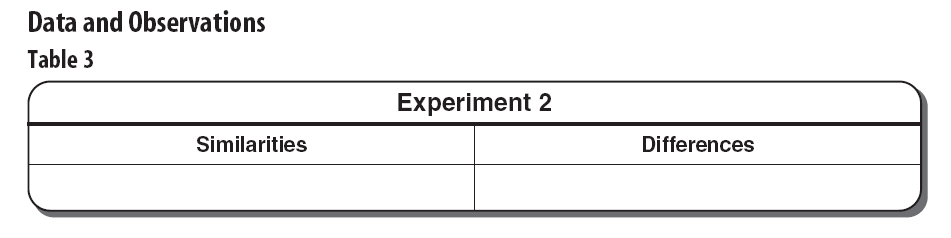 Data and Observations
Table 3
Experiment 2
Similarities Differences